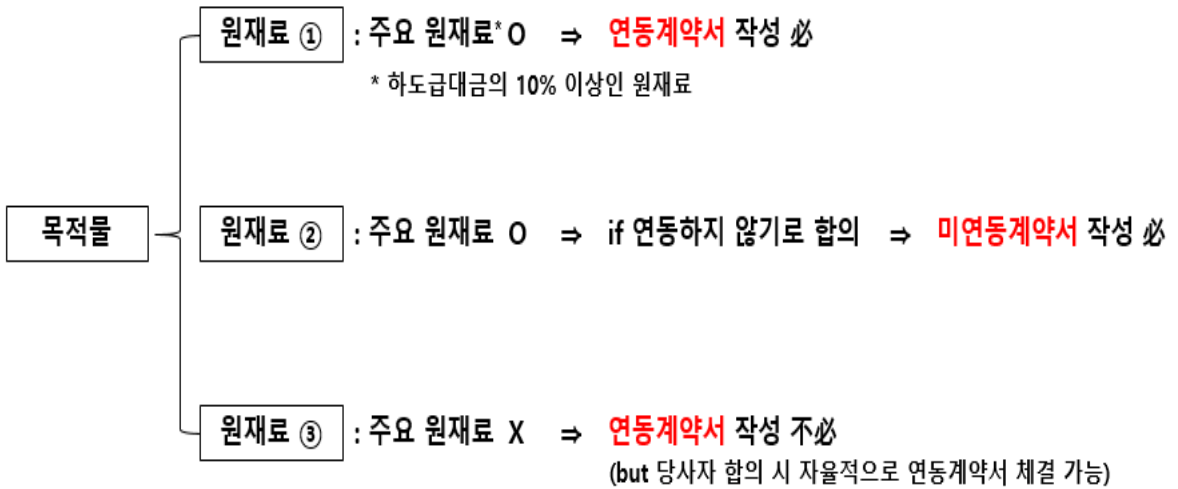 원재료 ① : 주요 원재료* O ⇒ 연동계약서 작성 必
* 하도급대금의 10% 이상인 원재료
목적물 원재료 ② : 주요 원재료 O ⇒ if 연동하지 않기로 합의 ⇒ 미연동계약서 작성 必
원재료 ③ : 주요 원재료 X ⇒ 연동계약서 작성 不必
(but 당사자 합의 시 자율적으로 연동계약서 체결 가능)